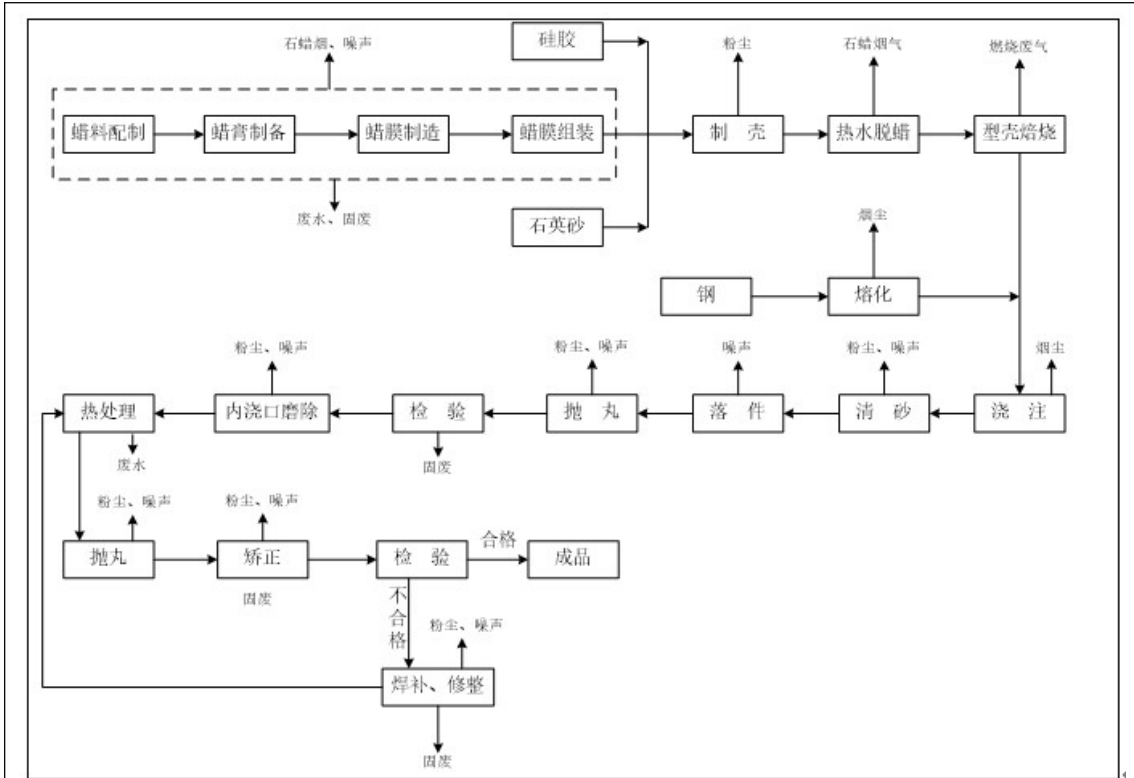 石蜡烟、噪声
硅胶
粉尘
石蜡烟气
燃烧废气
蜡料配制
蜡膏制备
蜡膜制造
蜡膜组装
制 壳
热水脱蜡
型壳焙烧
废水、固废
石英砂
烟尘
钢
熔化
粉尘、噪声
粉尘、噪声
噪声
粉尘、噪声
烟尘
热处理
内浇口磨除
检 验
抛 丸
落 件
清 砂
浇 注
废水
固废
粉尘、噪声
粉尘、噪声
抛丸
矫正
检 验
合格
成品
固废
不合格
粉尘、噪声
焊补、修整
固废